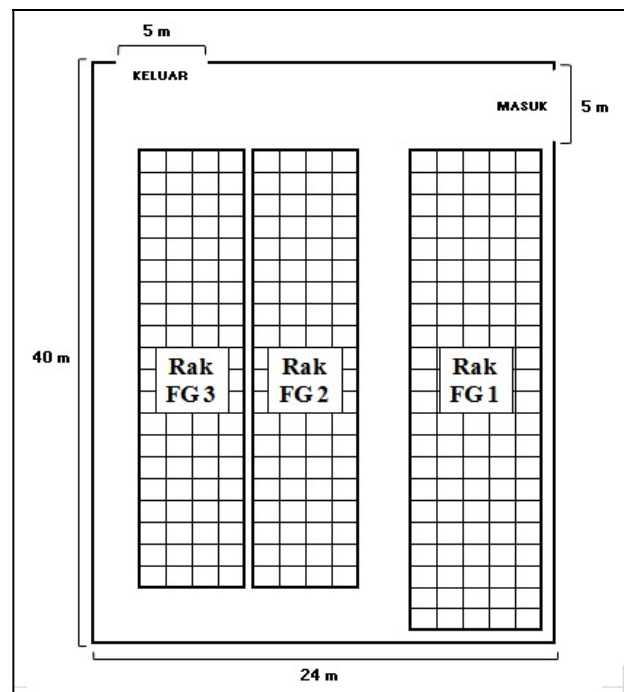 5 m
KELUAR
MASUK
5 m
40 m
Rak
FG 3
Rak
FG 2
Rak
FG 1
24 m